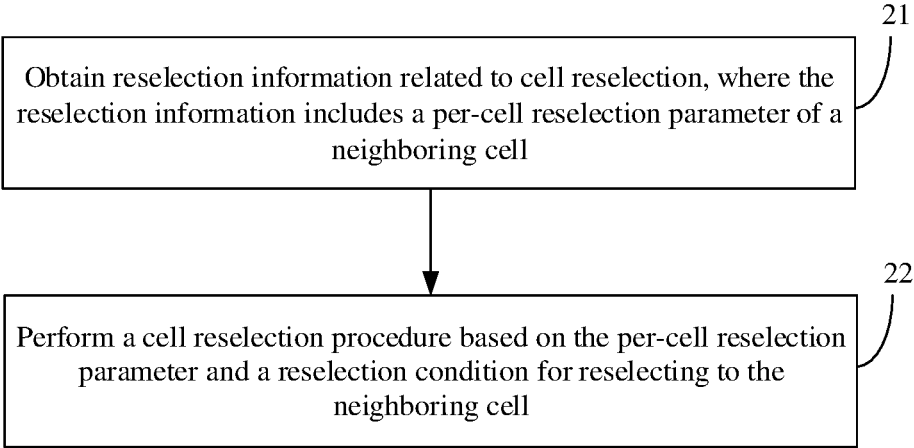 21
Obtain reselection information related to cell reselection, where the
reselection information includes a per-cell reselection parameter of a
neighboring cell
22
Perform a cell reselection procedure based on the per-cell reselection
parameter and a reselection condition for reselecting to the
neighboring cell